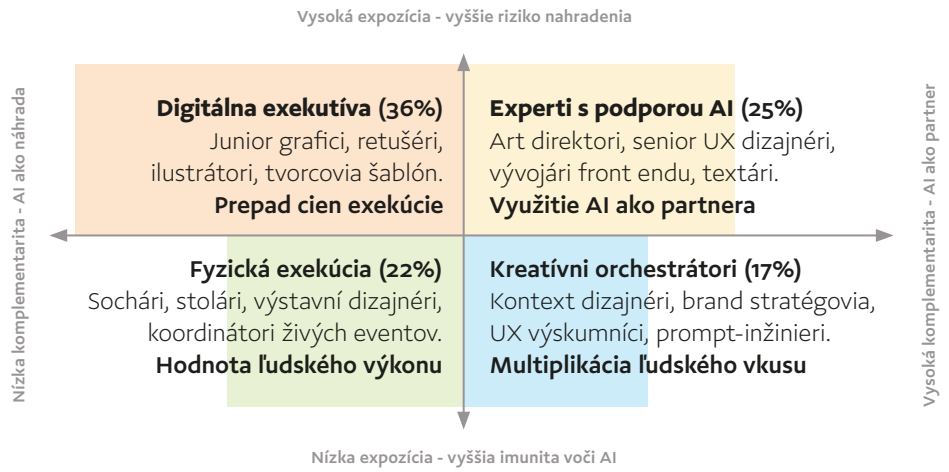 Vysoká expozícia - vyššie riziko nahradenia
Nízka komplementarita - AI ako náhrada
Digitálna exekutíva (36%)
Junior grafici, retušéri,
ilustrátori, tvorcovia šablón.
Prepad cien exekúcie
Experti s podporou AI (25%)
Art direktori, senior UX dizajnéri,
vývojári front endu, textári.
Využitie AI ako partnera
Fyzická exekúcia (22%)
Sochári, stolári, výstavní dizajnéri,
koordinátori živých eventov.
Hodnota ľudského výkonu
Kreatívni orchestrátori (17%)
Kontext dizajnéri, brand stratégovia,
UX výskumníci, prompt-inžinieri.
Multiplikácia ľudského vkusu
Vysoká komplementarita - AI ako partner
Nízka expozícia - vyššia imunita voči AI